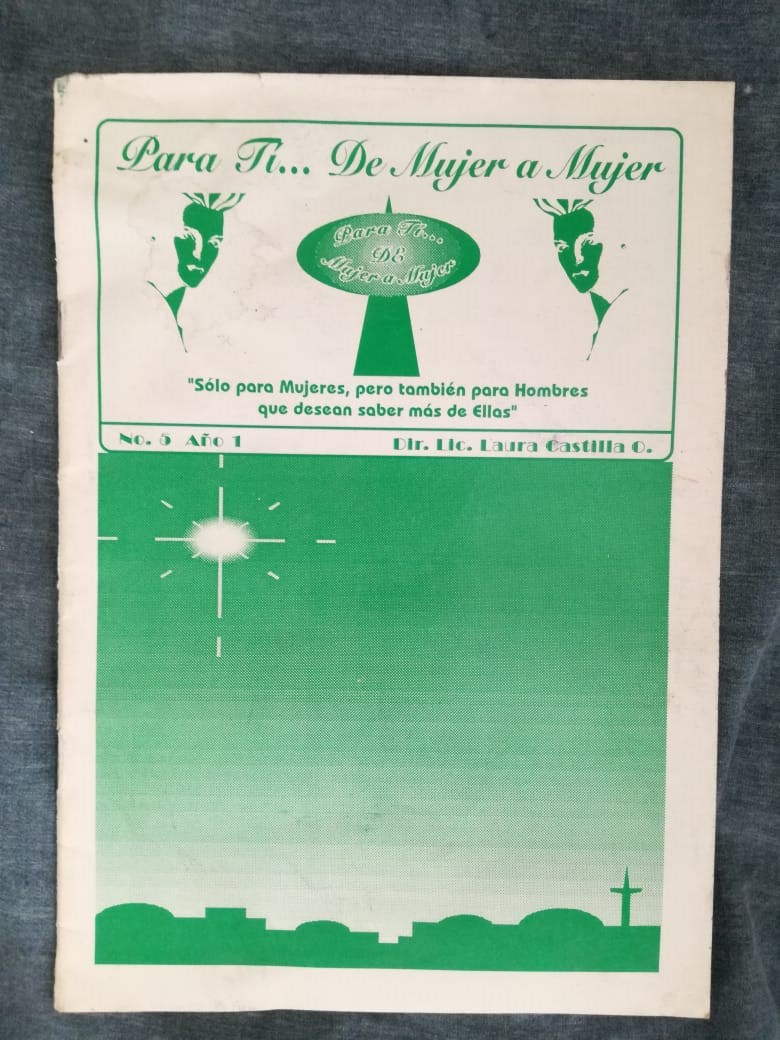 Para Ti... De Mujer a Mujer
Para Ti...
DE
Mujer a Mujer
"Sólo para Mujeres, pero también para Hombres
que desean saber más de Ellas"
No. 5 Año 1
Dir. Lic. Laura Castilla O.